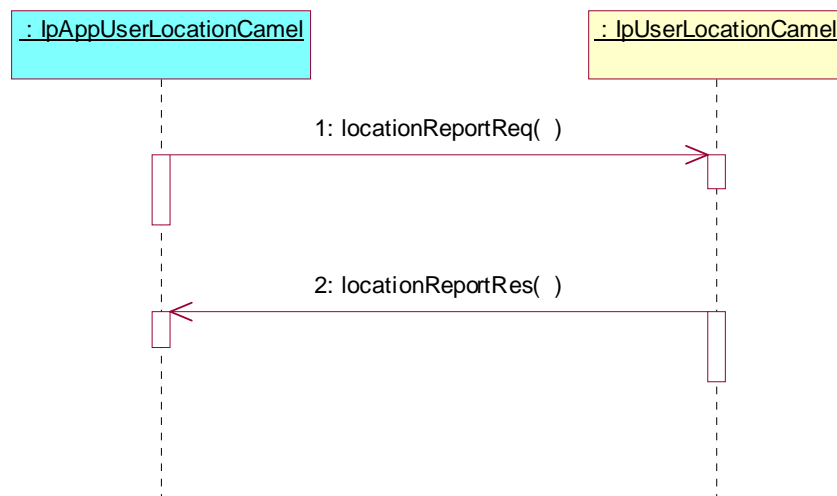 : IpAppUserLocationCamel
: IpUserLocationCamel
1: locationReportReq( )
2: locationReportRes( )